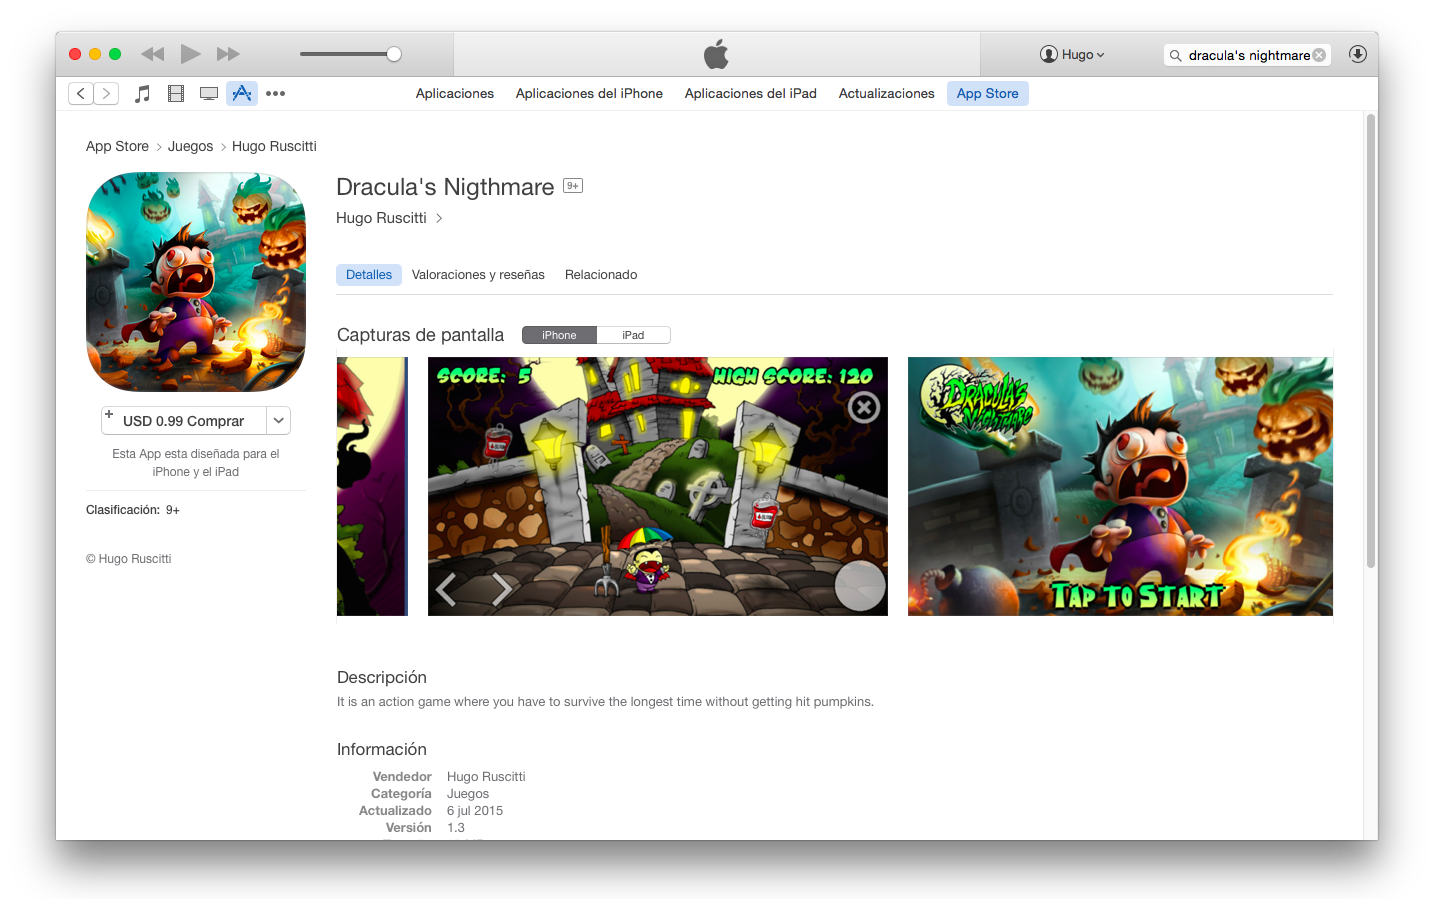 Hugo
dracula's nightmare
Aplicaciones Aplicaciones del iPhone Aplicaciones del iPad Actualizaciones App Store
App Store > Juegos > Hugo Ruscitti
Dracula's Nigthmare 9+
Hugo Ruscitti >
Detalles Valoraciones y reseñas Relacionado
Capturas de pantalla iPhone iPad
SCORE: 5 HIGH SCORE: 120
DRACULA'S
NIGHTMARE
TAP TO START
+ USD 0.99 Comprar
Esta App esta diseñada para el
iPhone y el iPad
Clasificación: 9+
© Hugo Ruscitti
Descripción
It is an action game where you have to survive the longest time without getting hit pumpkins.
Información
Vendedor Hugo Ruscitti
Categoría Juegos
Actualizado 6 jul 2015
Versión 1.3